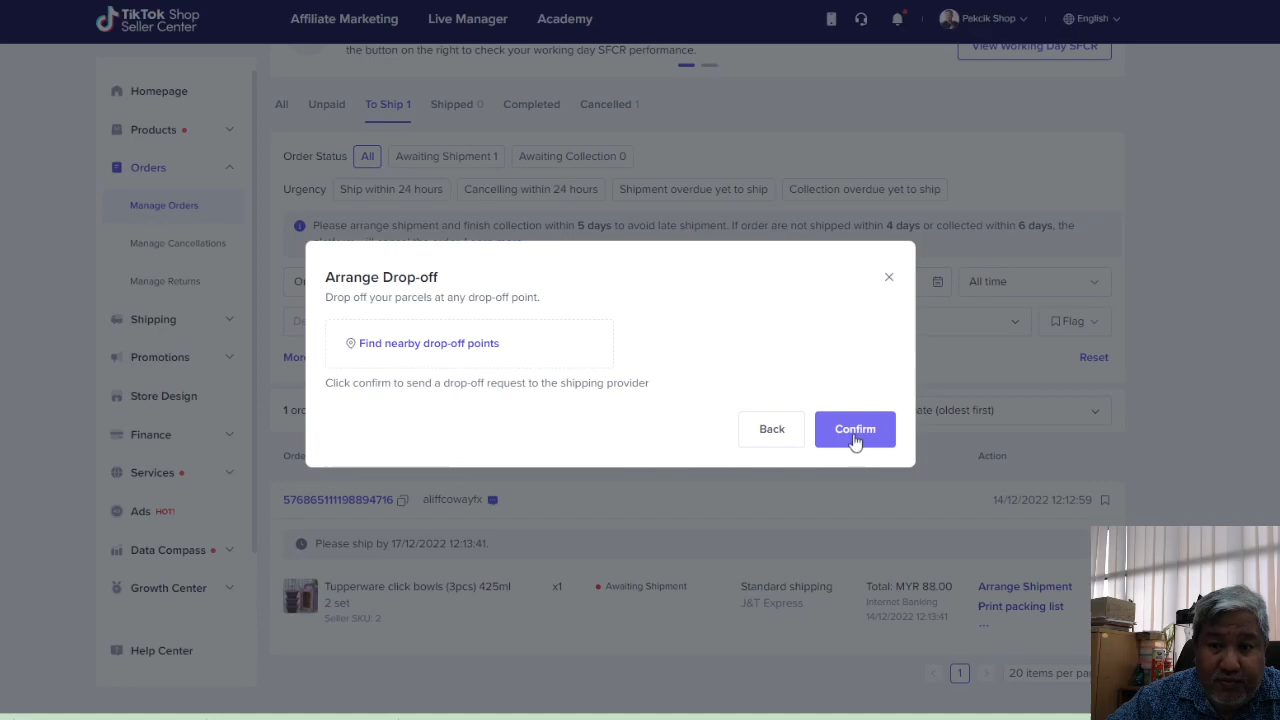 TikTok Shop
Seller Center
Affiliate Marketing
Live Manager
Academy
Pakcik Shop
English
the button on the right to check your working day SFCR performance.
View Working Day SFCR
Homepage
Products
Orders
Manage Orders
Manage Cancellations
Manage Returns
Shipping
Promotions
Store Design
Finance
Services
Ads HOT!
Data Compass
Growth Center
Help Center
All
Unpaid
To Ship 1
Shipped 0
Completed
Cancelled 1
Order Status
All
Awaiting Shipment 1
Awaiting Collection 0
Urgency
Ship within 24 hours
Cancelling within 24 hours
Shipment overdue yet to ship
Collection overdue yet to ship
Please arrange shipment and finish collection within 5 days to avoid late shipment. If order are not shipped within 4 days or collected within 6 days, the
All time
Flag
More
Reset
Arrange Drop-off
Drop off your parcels at any drop-off point.
Find nearby drop-off points
Click confirm to send a drop-off request to the shipping provider
Back
Confirm
(oldest first)
Action
576865111198894716
aliffcowayfx
14/12/2022 12:12:59
Please ship by 17/12/2022 12:13:41.
Tupperware click bowls (3pcs) 425ml
2 set
Seller SKU: 2
x1
Awaiting Shipment
Standard shipping
J&T Express
Total: MYR 88.00
Internet Banking
14/12/2022 12:13:41
Arrange Shipment
Print packing list
...
1
20 items per